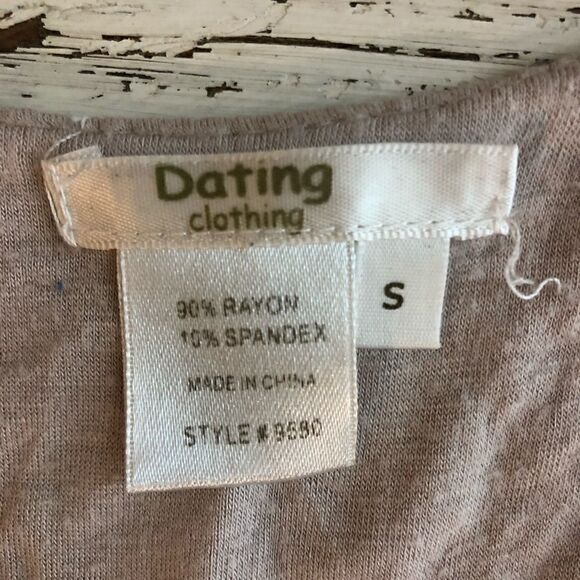 Dating
clothing
S
90% RAYON
10% SPANDEX
MADE IN CHINA
STYLE #